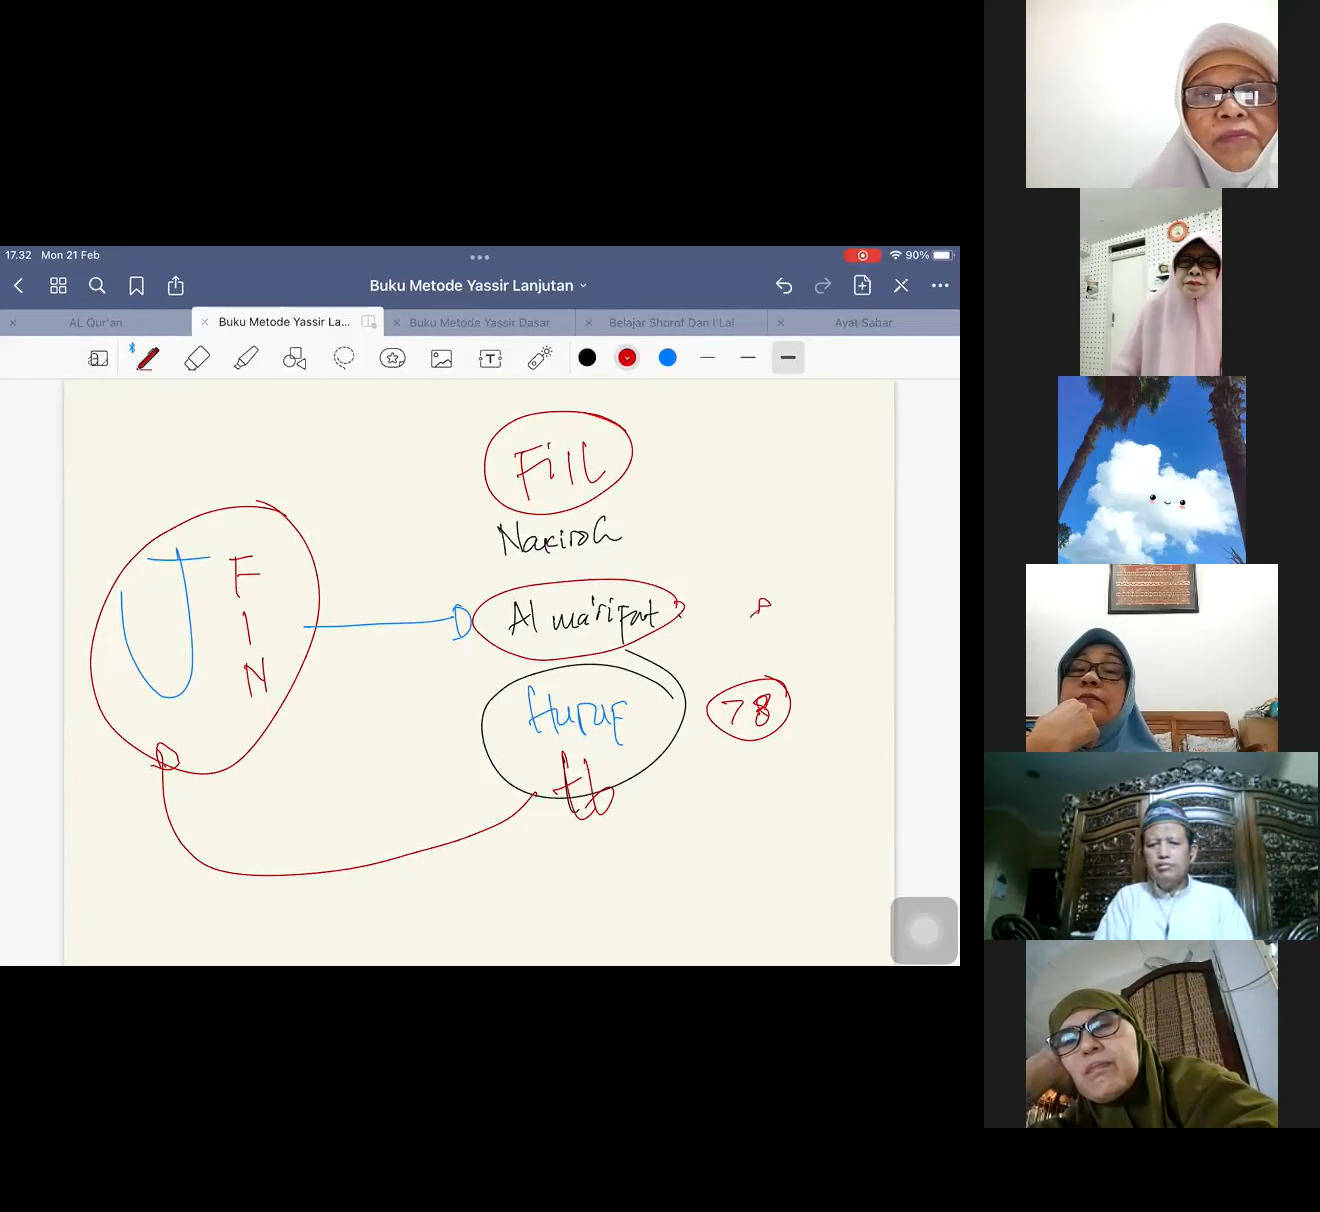 17.32 Mon 21 Feb
90%
Buku Metode Yassir Lanjutan
AL Qur'an
Buku Metode Yassir La...
Buku Metode Yassir Dasar
Belajar Shorof Dan I'Lal
Ayat Sabar
Fill
Nakiroh
F
I
N
Al ma'rifat
Huruf
78